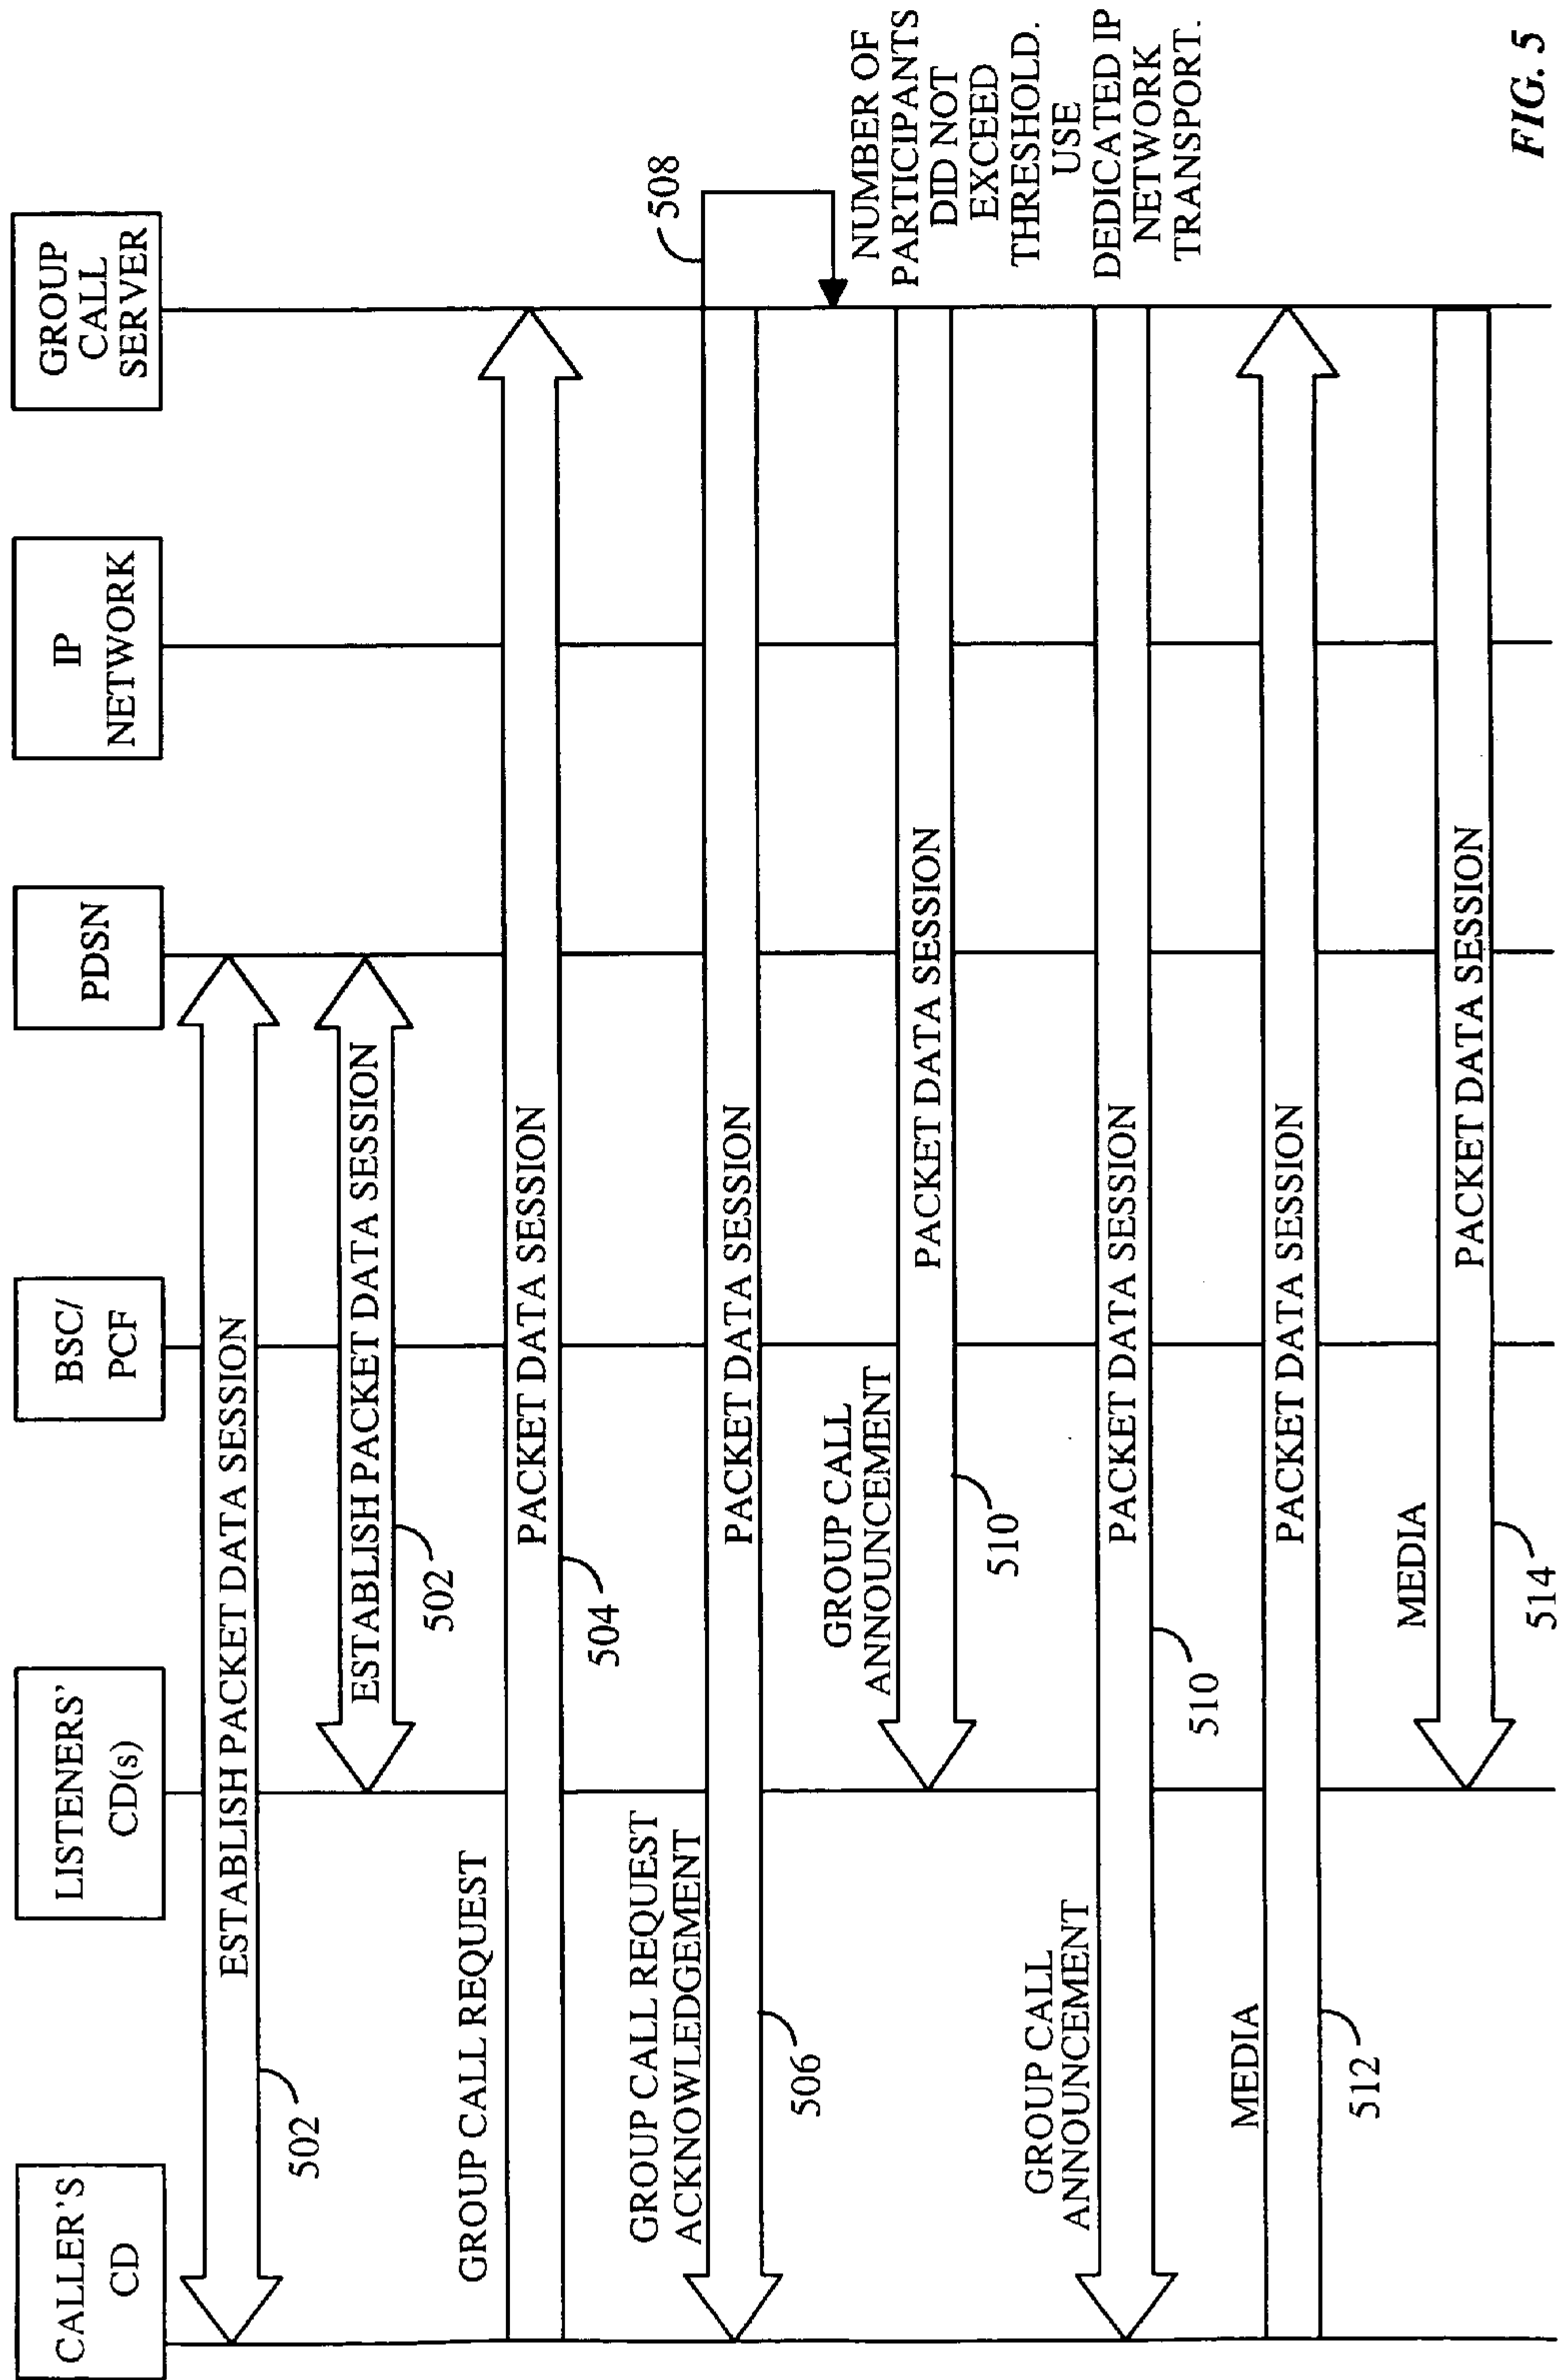 CALLER'S
CD
LISTENERS'
CD(s)
BSC/
PCF
PDSN
IP
NETWORK
GROUP
CALL
SERVER
ESTABLISH PACKET DATA SESSION
502
ESTABLISH PACKET DATA SESSION
502
GROUP CALL REQUEST
PACKET DATA SESSION
504
GROUP CALL REQUEST
ACKNOWLEDGEMENT
PACKET DATA SESSION
506
508
NUMBER OF
PARTICIPANTS
DID NOT
EXCEED
THRESHOLD.
USE
DEDICATED IP
NETWORK
TRANSPORT.
GROUP CALL
ANNOUNCEMENT
PACKET DATA SESSION
510
GROUP CALL
ANNOUNCEMENT
PACKET DATA SESSION
510
MEDIA
PACKET DATA SESSION
512
MEDIA
PACKET DATA SESSION
514
FIG. 5